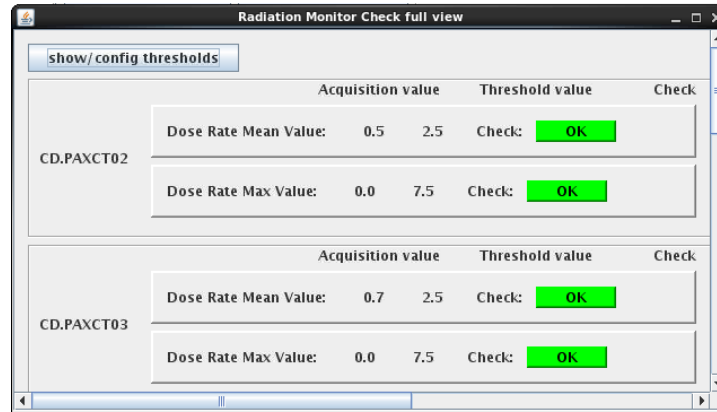 Radiation Monitor Check full view
show/config thresholds
Acquisition value Threshold value Check
CD.PAXCT02
Dose Rate Mean Value: 0.5 2.5 Check: OK
Dose Rate Max Value: 0.0 7.5 Check: OK
Acquisition value Threshold value Check
CD.PAXCT03
Dose Rate Mean Value: 0.7 2.5 Check: OK
Dose Rate Max Value: 0.0 7.5 Check: OK